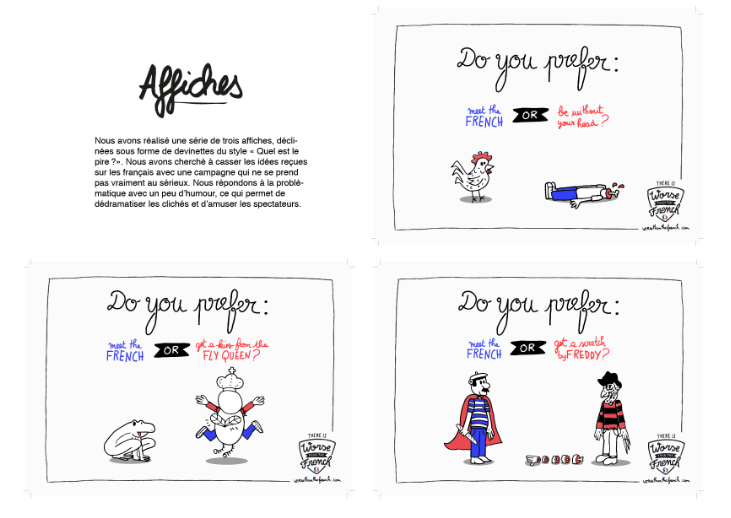 Affiches
Nous avons réalisé une série de trois affiches, décli-
nées sous forme de devinettes du style « Quel est le
pire ?». Nous avons cherché à casser les idées reçues
sur les français avec une campagne qui ne se prend
pas vraiment au sérieux. Nous répondons à la problé-
matique avec un peu d'humour, ce qui permet de
dédramatiser les clichés et d'amuser les spectateurs.
Do you prefer:
meet the
FRENCH
OR
be without
your head ?
THERE IS
Worse
THAN THE
French
worsethanthefrench.com
Do you prefer:
meet the
FRENCH
OR
get a kiss from the
FLY QUEEN ?
THERE IS
Worse
THAN THE
French
worsethanthefrench.com
Do you prefer:
meet the
FRENCH
OR
get a scratch
by FREDDY ?
THERE IS
Worse
THAN THE
French
worsethanthefrench.com